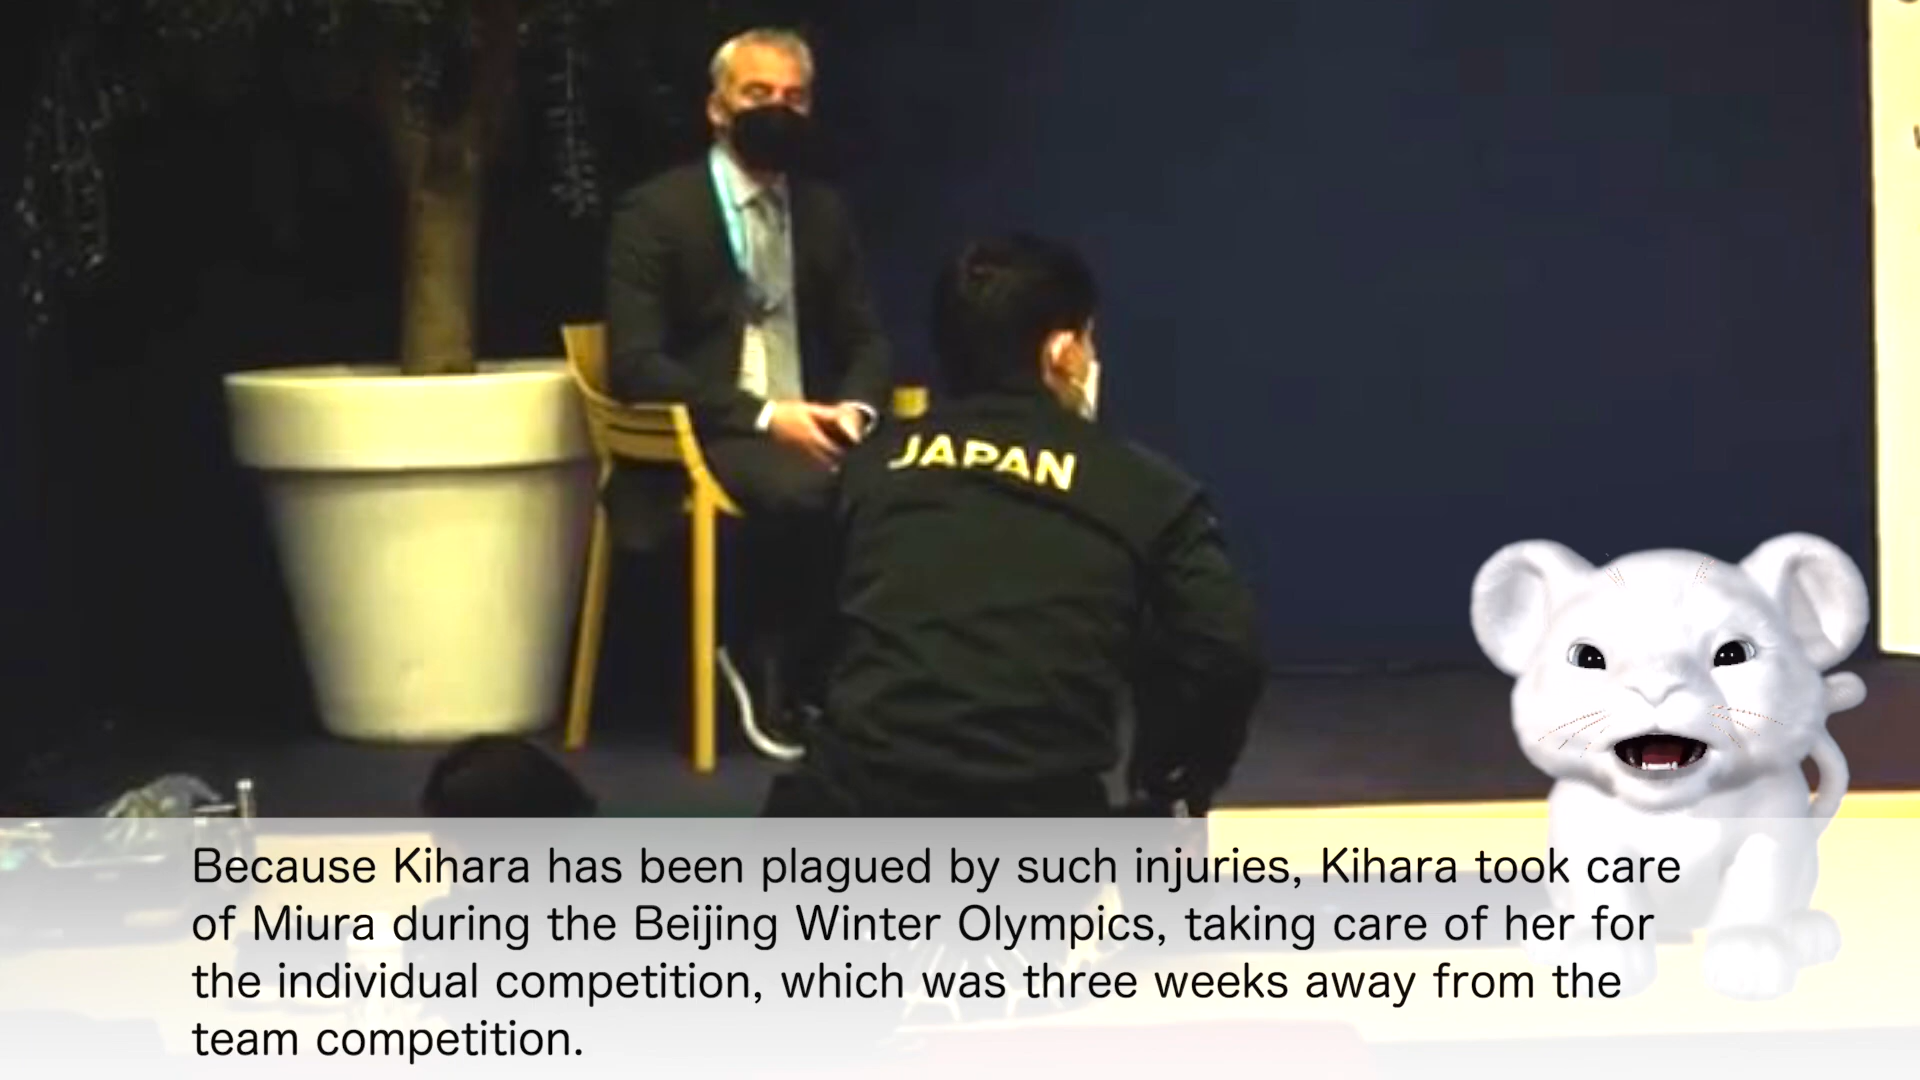 JAPAN
Because Kihara has been plagued by such injuries, Kihara took care
of Miura during the Beijing Winter Olympics, taking care of her for
the individual competition, which was three weeks away from the
team competition.